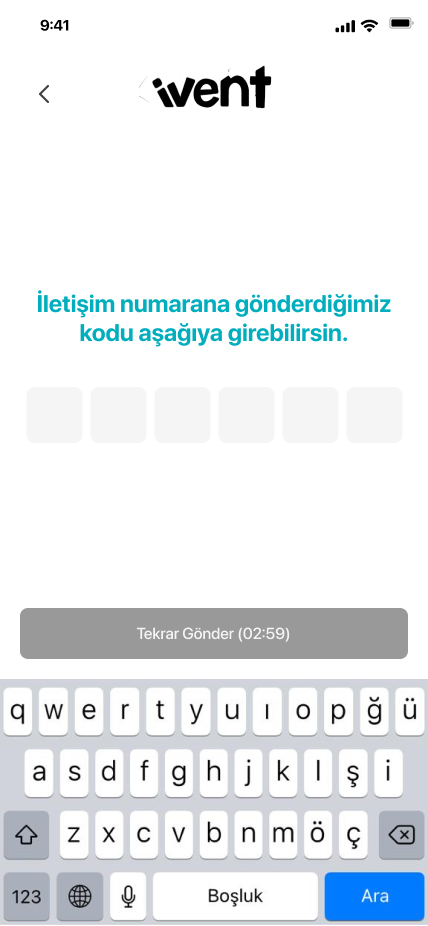 9:41
ivent
İletişim numarana gönderdiğimiz
kodu aşağıya girebilirsin.
Tekrar Gönder (02:59)
q w e r t y u ı o p ğ ü
a s d f g h j k l ş i
z x c v b n m ö ç
123 Boşluk Ara